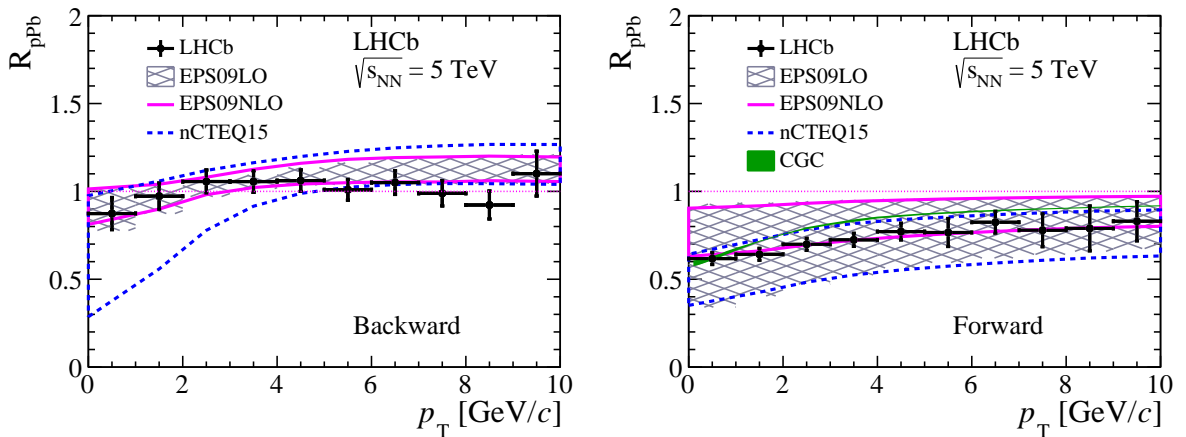 R_pPb
2
1.5
1
0.5
0
LHCb
EPS09LO
EPS09NLO
nCTEQ15
LHCb
√s_NN = 5 TeV
Backward
0 2 4 6 8 10
p_T [GeV/c]
R_pPb
2
1.5
1
0.5
0
LHCb
EPS09LO
EPS09NLO
nCTEQ15
CGC
LHCb
√s_NN = 5 TeV
Forward
0 2 4 6 8 10
p_T [GeV/c]